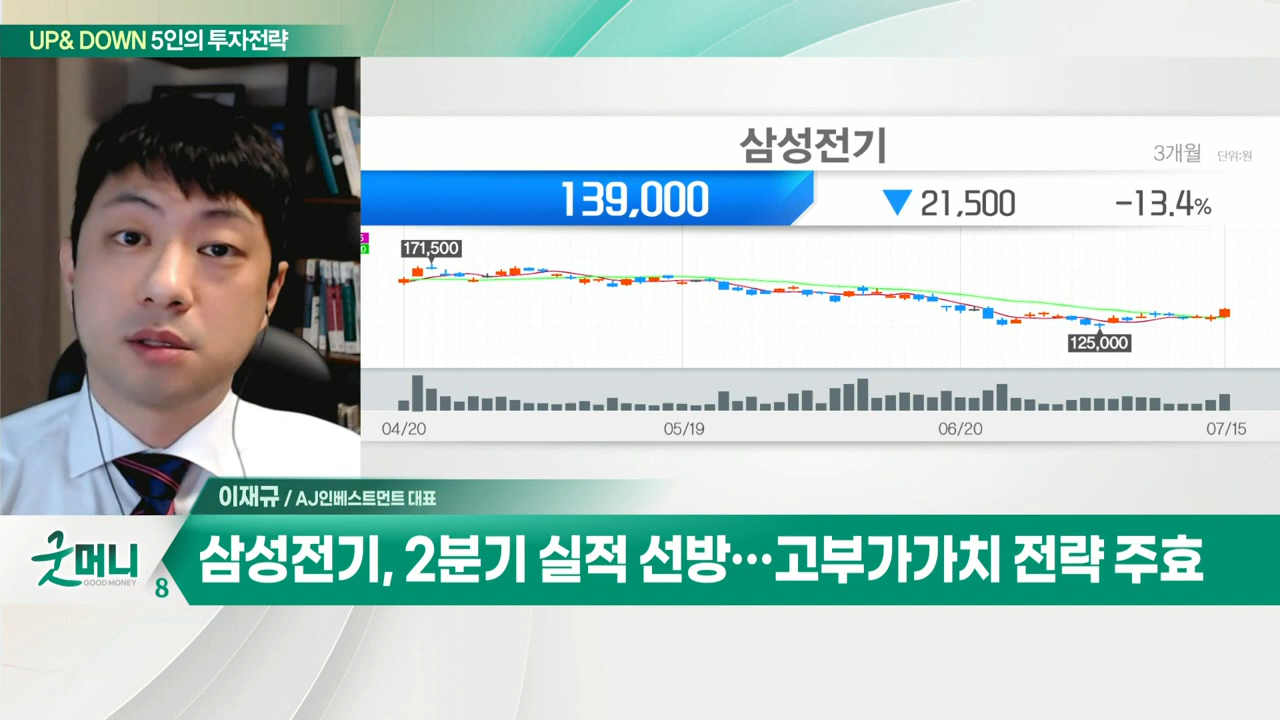 UP& DOWN 5인의 투자전략
삼성전기
3개월 단위:원
139,000 ▼ 21,500 -13.4%
171,500
125,000
04/20 05/19 06/20 07/15
이재규 / AJ인베스트먼트 대표
굿머니
GOOD MONEY
8
삼성전기, 2분기 실적 선방…고부가가치 전략 주효